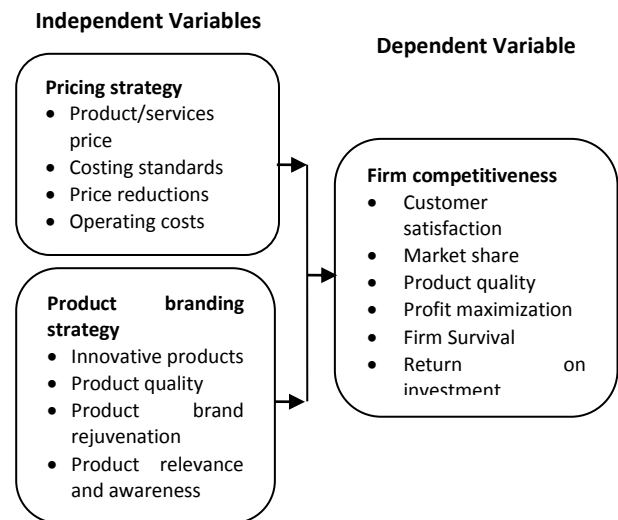 Independent Variables
Dependent Variable
Pricing strategy
• Product/services
price
• Costing standards
• Price reductions
• Operating costs
Product branding
strategy
• Innovative products
• Product quality
• Product brand
rejuvenation
• Product relevance
and awareness
Firm competitiveness
• Customer
satisfaction
• Market share
• Product quality
• Profit maximization
• Firm Survival
• Return on
investment